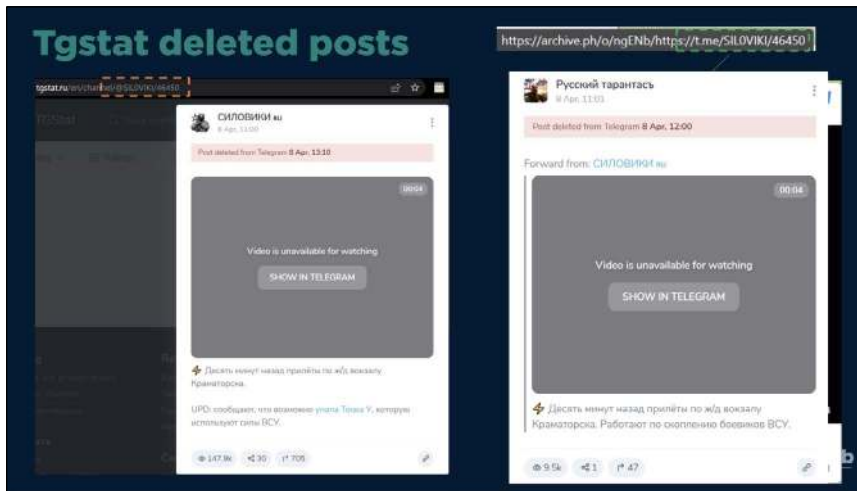 Tgstat deleted posts
https://archive.ph/o/ngENb/https://t.me/SIL0VIKI/46450
tgstat.ru/en/channel/@SIL0VIKI/46450
TGStat
СИЛОВИКИ RU
8 Apr, 11:00
Post deleted from Telegram 8 Apr, 13:10
00:04
Video is unavailable for watching
SHOW IN TELEGRAM
⚡ Десять минут назад прилёты по ж/д вокзалу
Краматорска.
UPD: сообщают, что возможно упала Точка У, которую
используют силы ВСУ.
147.9k 30 705
Русский тарантасъ
8 Apr, 11:01
Post deleted from Telegram 8 Apr, 12:00
Forward from: СИЛОВИКИ RU
00:04
Video is unavailable for watching
SHOW IN TELEGRAM
⚡ Десять минут назад прилёты по ж/д вокзалу
Краматорска. Работают по скоплению боевиков ВСУ.
9.5k 1 47